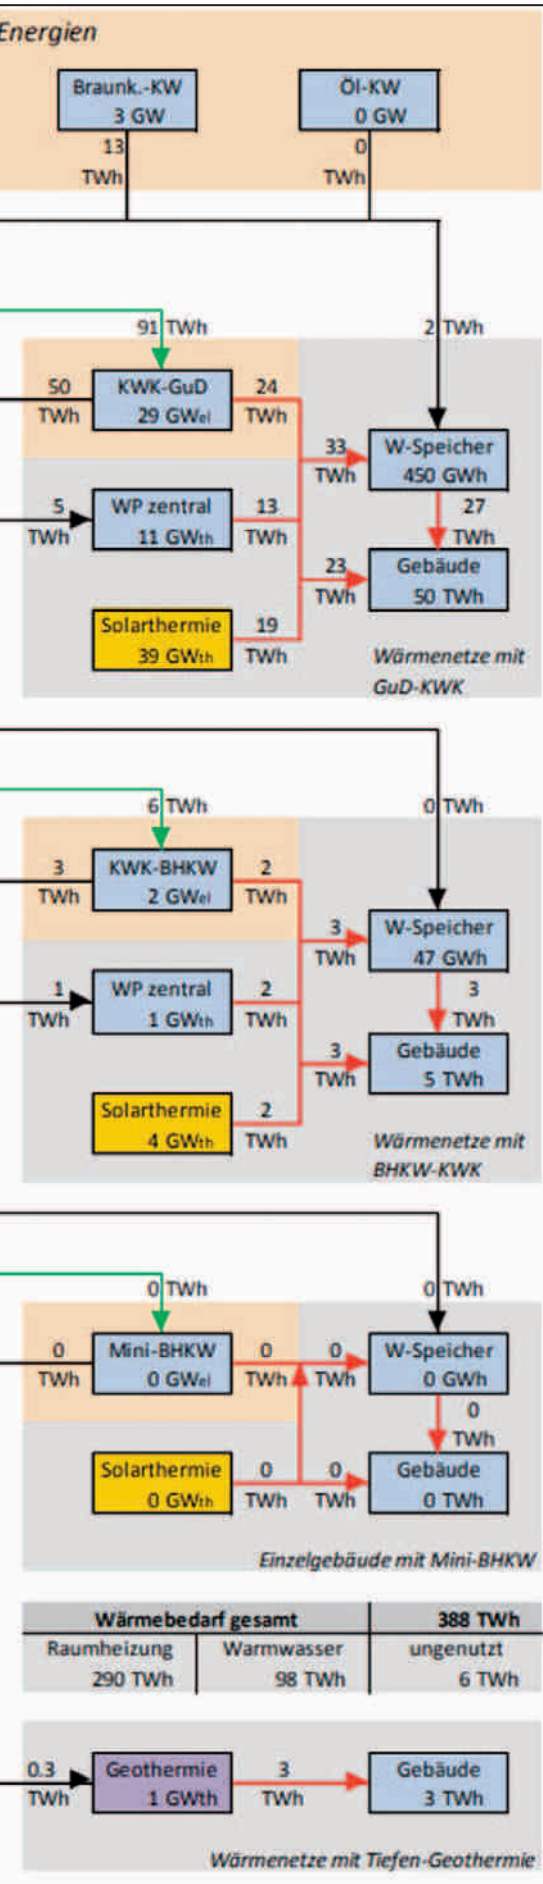 Energien
Braunk.-KW
3 GW
Öl-KW
0 GW
13
TWh
0
TWh
91 TWh
2 TWh
50
TWh
KWK-GuD
29 GWel
24
TWh
33
TWh
W-Speicher
450 GWh
5
TWh
WP zentral
11 GWth
13
TWh
27
TWh
23
TWh
Gebäude
50 TWh
Solarthermie
39 GWth
19
TWh
Wärmenetze mit
GuD-KWK
6 TWh
0 TWh
3
TWh
KWK-BHKW
2 GWel
2
TWh
3
TWh
W-Speicher
47 GWh
1
TWh
WP zentral
1 GWth
2
TWh
3
TWh
3
TWh
Gebäude
5 TWh
Solarthermie
4 GWth
2
TWh
Wärmenetze mit
BHKW-KWK
0 TWh
0 TWh
0
TWh
Mini-BHKW
0 GWel
0
TWh
0
TWh
W-Speicher
0 GWh
0
TWh
Solarthermie
0 GWth
0
TWh
0
TWh
Gebäude
0 TWh
Einzelgebäude mit Mini-BHKW
Wärmebedarf gesamt 388 TWh
Raumheizung Warmwasser ungenutzt
290 TWh 98 TWh 6 TWh
0.3
TWh
Geothermie
1 GWth
3
TWh
Gebäude
3 TWh
Wärmenetze mit Tiefen-Geothermie